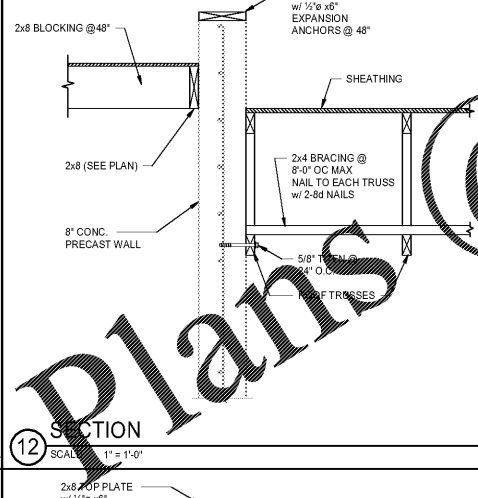 w/ ½"ø x6"
EXPANSION
ANCHORS @ 48"
2x8 BLOCKING @48"
SHEATHING
2x8 (SEE PLAN)
2x4 BRACING @
8'-0" OC MAX
NAIL TO EACH TRUSS
w/ 2-8d NAILS
8" CONC.
PRECAST WALL
5/8" @
24" O.C.
ROOF TRUSSES
Plans
12
SECTION
SCALE 1" = 1'-0"
2x8 TOP PLATE